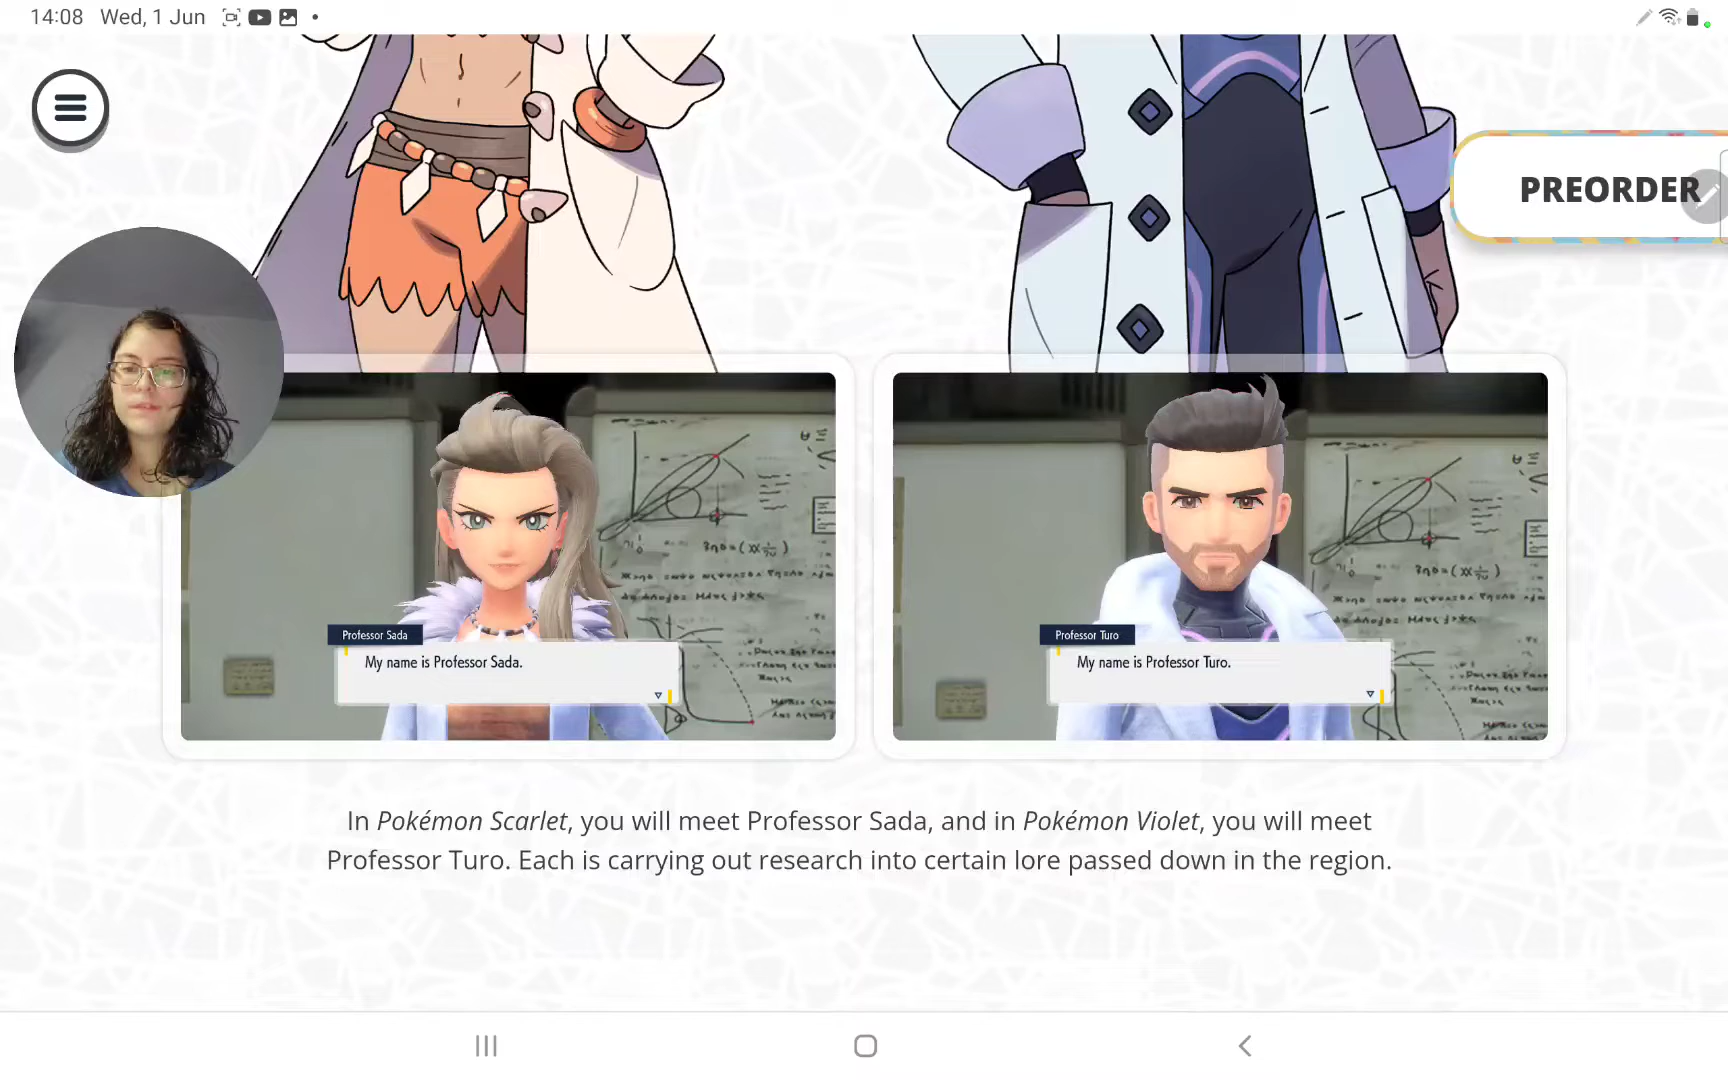 14:08 Wed, 1 Jun
PREORDER
Professor Sada
My name is Professor Sada.
Professor Turo
My name is Professor Turo.
In Pokémon Scarlet, you will meet Professor Sada, and in Pokémon Violet, you will meet
Professor Turo. Each is carrying out research into certain lore passed down in the region.